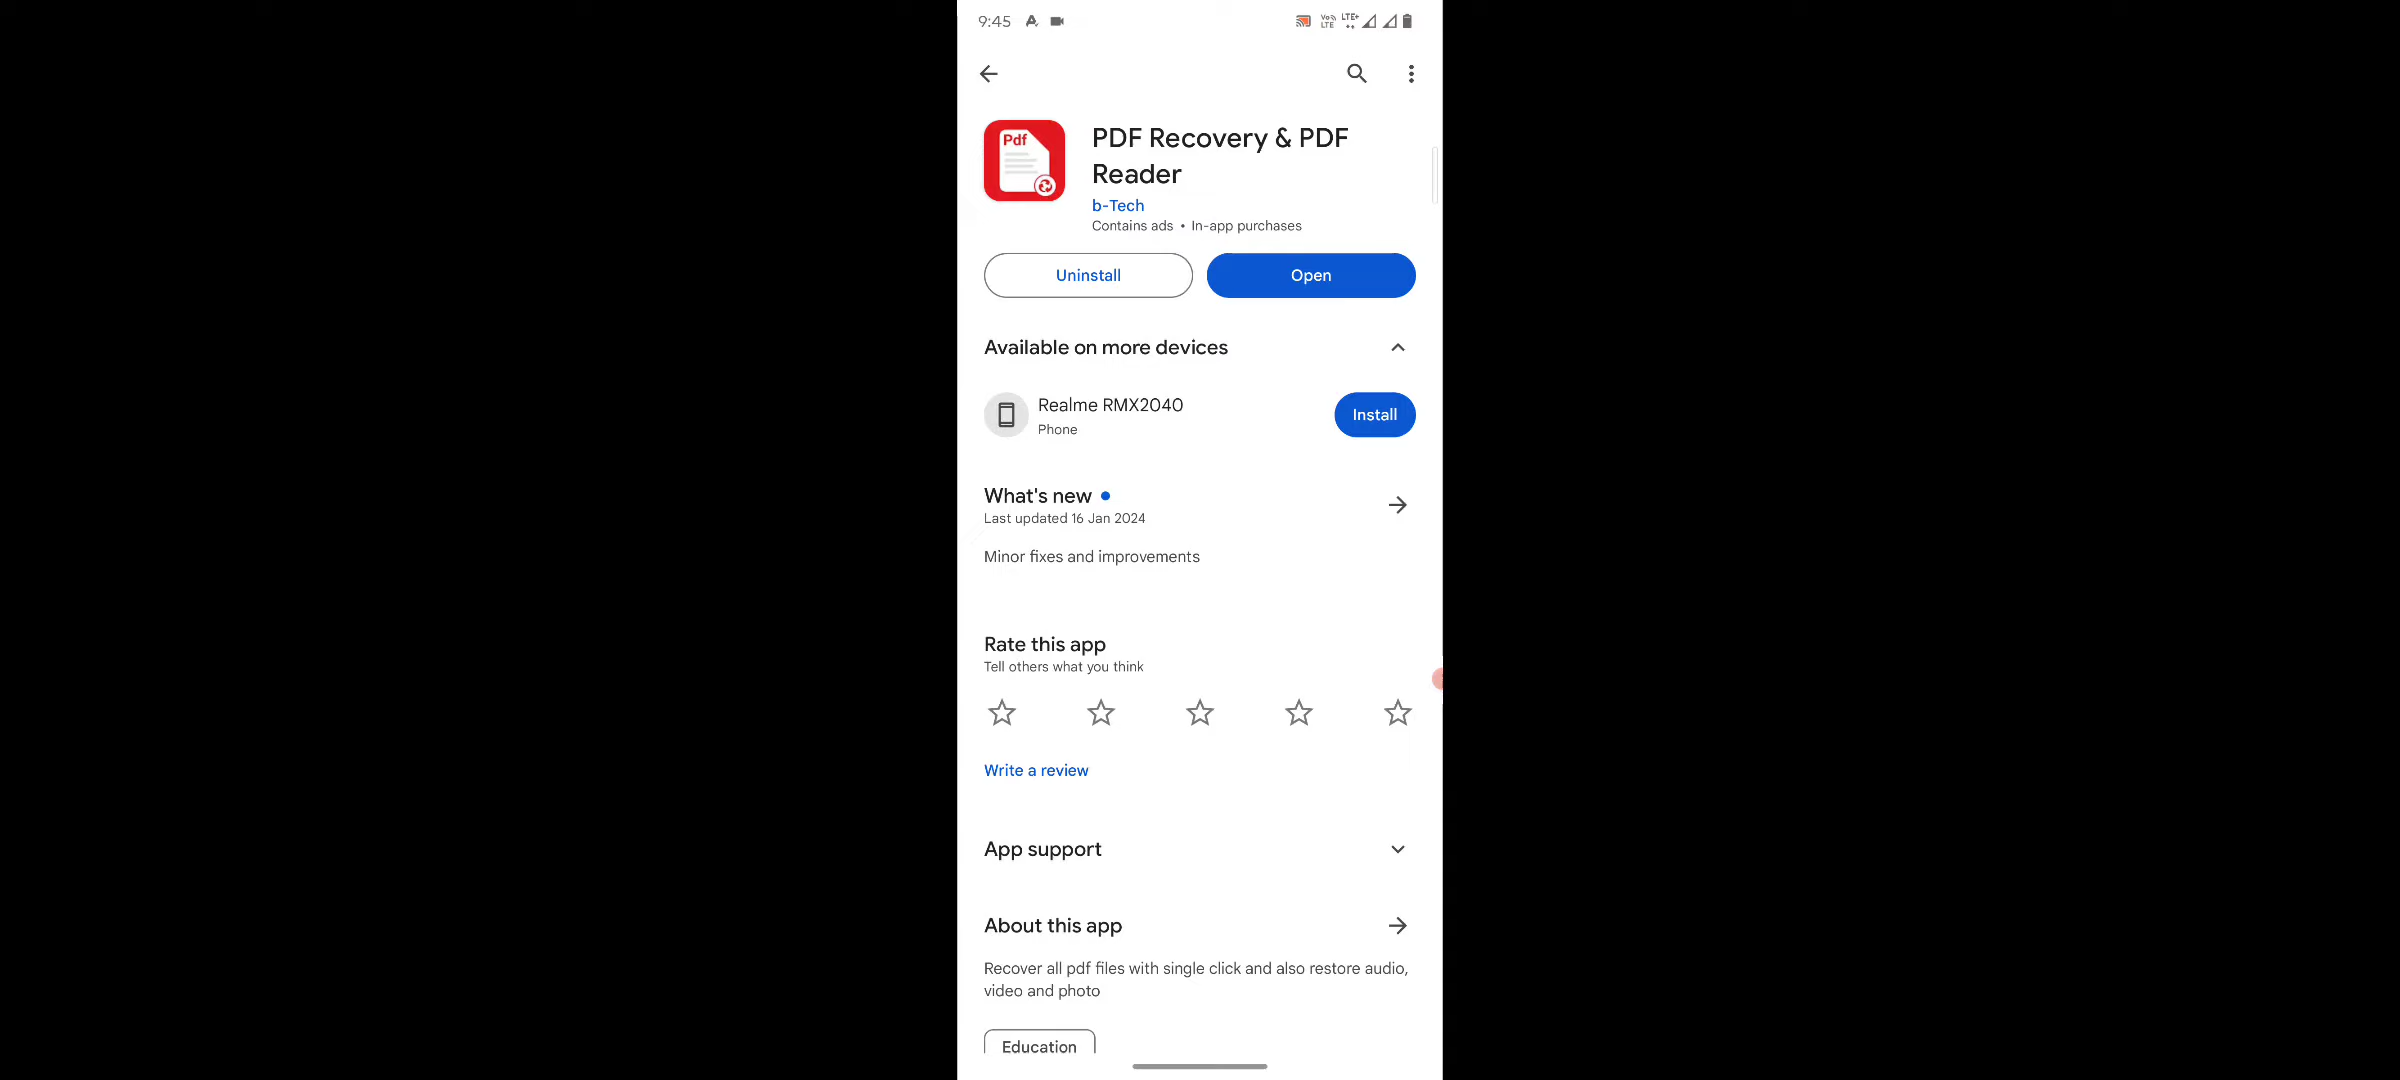 9:45
Vo LTE LTE+
Pdf
PDF Recovery & PDF
Reader
b-Tech
Contains ads • In-app purchases
Uninstall
Open
Available on more devices
Realme RMX2040
Phone
Install
What's new
Last updated 16 Jan 2024
Minor fixes and improvements
Rate this app
Tell others what you think
Write a review
App support
About this app
Recover all pdf files with single click and also restore audio,
video and photo
Education